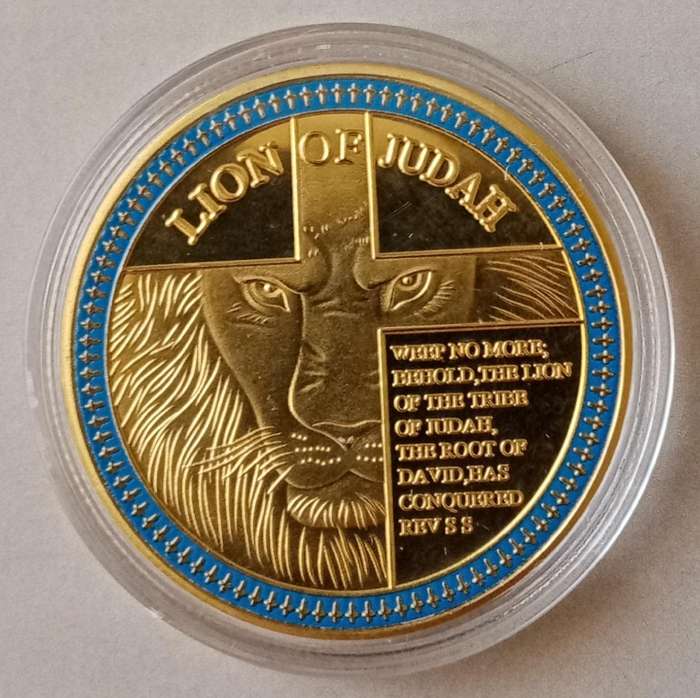 LION OF JUDAH
WEEP NO MORE;
BEHOLD,THE LION
OF THE TRIBE
OF JUDAH,
THE ROOT OF
DAVID,HAS
CONQUERED
REV S S